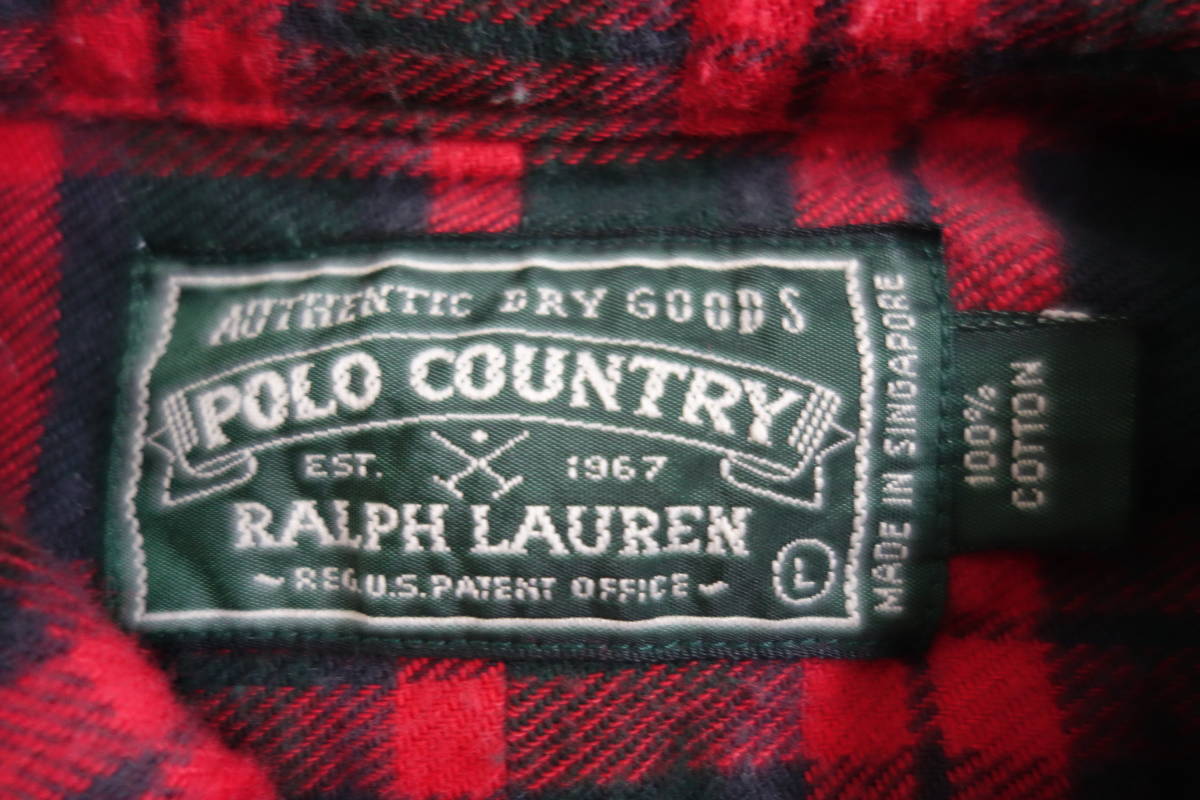 AUTHENTIC DRY GOODS
POLO COUNTRY
EST. 1967
RALPH LAUREN
~ REG. U.S. PATENT OFFICE ~
L
MADE IN SINGAPORE
100%
COTTON